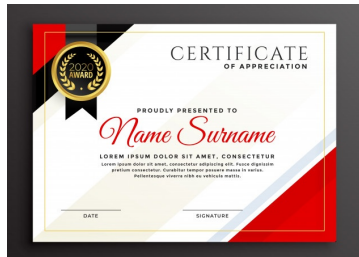 2020
AWARD
CERTIFICATE
OF APPRECIATION
PROUDLY PRESENTED TO
Name Surname
LOREM IPSUM DOLOR SIT AMET, CONSECTETUR
Lorem ipsum dolor sit amet, consectetur adipiscing elit. Fusce dignissim
pretium consectetur. Curabitur tempor posuere massa in varius.
Pellentesque viverra nibh eu vehicula mattis.
DATE
SIGNATURE